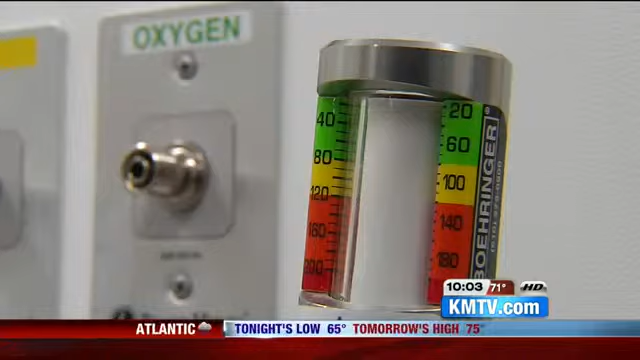 OXYGEN
40
80
120
160
200
20
60
100
140
180
BOEHRINGER®
10:03 71° HD
KMTV.com
ATLANTIC TONIGHT'S LOW 65° TOMORROW'S HIGH 75°